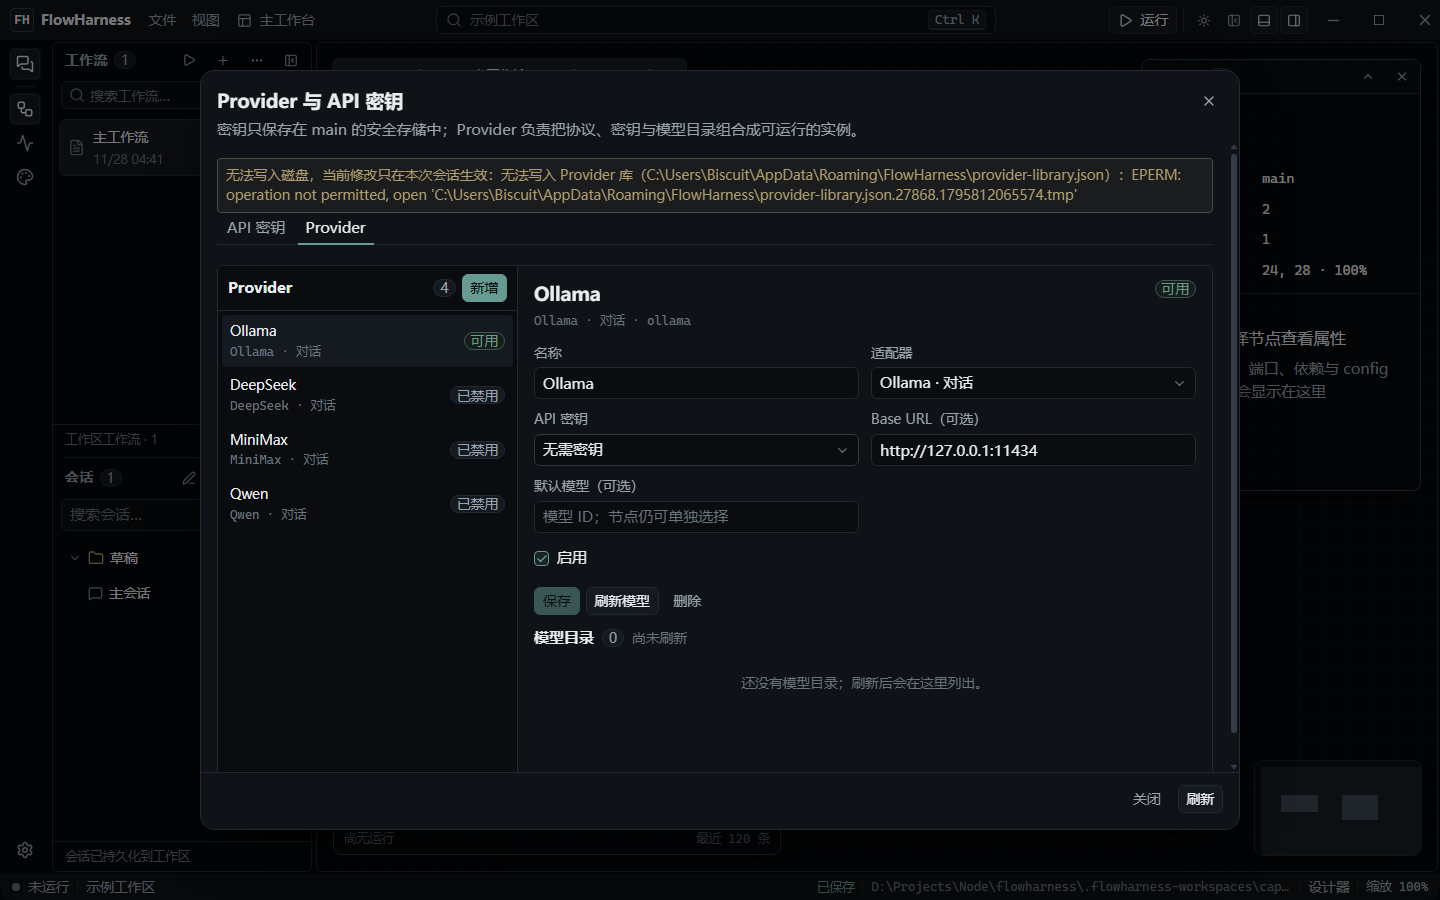 FH FlowHarness 文件 视图 主工作台 示例工作区 Ctrl K 运行
工作流 1
搜索工作流...
主工作流
11/28 04:41
工作区工作流 · 1
会话 1
搜索会话...
草稿
主会话
会话已持久化到工作区
Provider 与 API 密钥
密钥只保存在 main 的安全存储中；Provider 负责把协议、密钥与模型目录组合成可运行的实例。
无法写入磁盘，当前修改只在本次会话生效：无法写入 Provider 库（C:\Users\Biscuit\AppData\Roaming\FlowHarness\provider-library.json）：EPERM:
operation not permitted, open 'C:\Users\Biscuit\AppData\Roaming\FlowHarness\provider-library.json.27868.1795812065574.tmp'
API 密钥 Provider
Provider 4 新增
Ollama
Ollama · 对话
可用
DeepSeek
DeepSeek · 对话
已禁用
MiniMax
MiniMax · 对话
已禁用
Qwen
Qwen · 对话
已禁用
Ollama
可用
Ollama · 对话 · ollama
名称
Ollama
适配器
Ollama · 对话
API 密钥
无需密钥
Base URL（可选）
http://127.0.0.1:11434
默认模型（可选）
模型 ID；节点仍可单独选择
启用
保存 刷新模型 删除
模型目录 0 尚未刷新
还没有模型目录；刷新后会在这里列出。
关闭 刷新
main
2
1
24, 28 · 100%
节点查看属性
端口、依赖与 config
会显示在这里
尚无运行 最近 120 条
未运行 示例工作区 已保存 D:\Projects\Node\flowharness\.flowharness-workspaces\cap… 设计器 缩放 100%